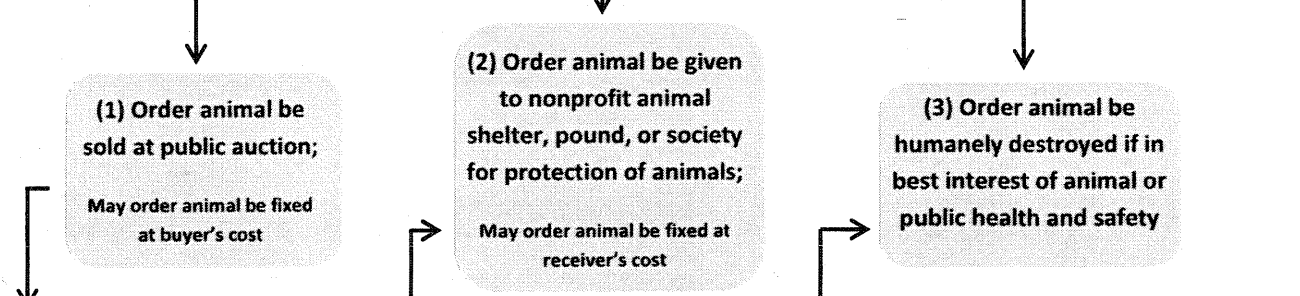 (1) Order animal be
sold at public auction;
May order animal be fixed
at buyer's cost
(2) Order animal be given
to nonprofit animal
shelter, pound, or society
for protection of animals;
May order animal be fixed at
receiver's cost
(3) Order animal be
humanely destroyed if in
best interest of animal or
public health and safety